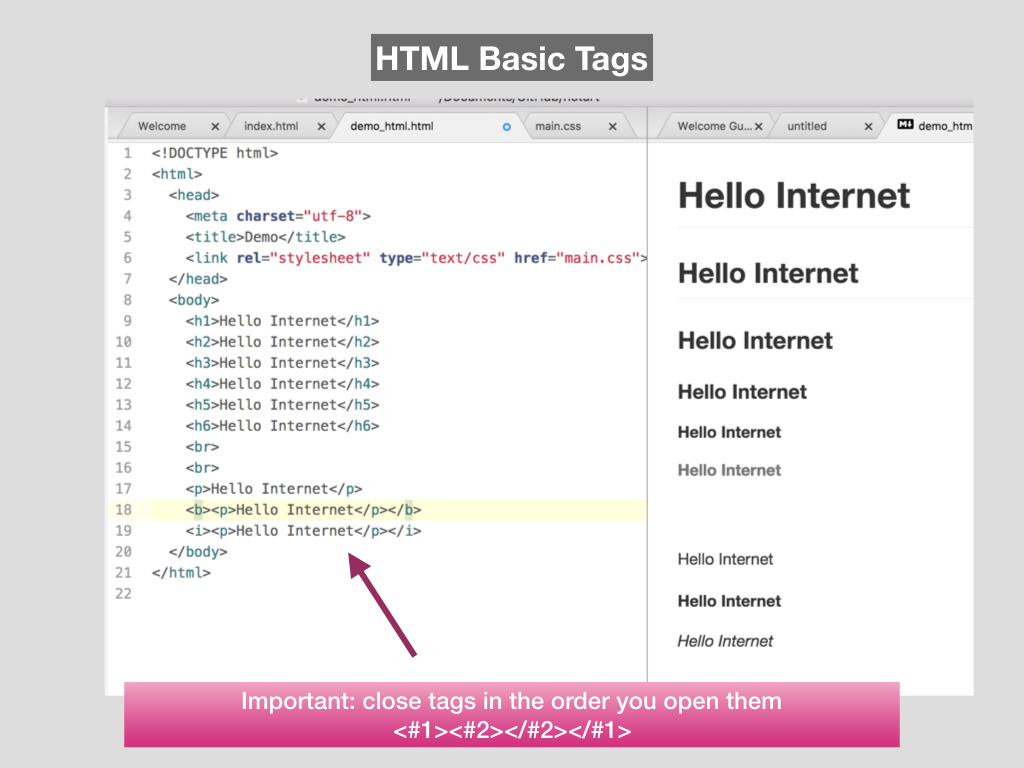 HTML Basic Tags
Welcome × index.html × demo_html.html main.css × Welcome Gu... × untitled × demo_htm
1 <!DOCTYPE html>
2 <html>
3 <head>
4 <meta charset="utf-8">
5 <title>Demo</title>
6 <link rel="stylesheet" type="text/css" href="main.css">
7 </head>
8 <body>
9 <h1>Hello Internet</h1>
10 <h2>Hello Internet</h2>
11 <h3>Hello Internet</h3>
12 <h4>Hello Internet</h4>
13 <h5>Hello Internet</h5>
14 <h6>Hello Internet</h6>
15 <br>
16 <br>
17 <p>Hello Internet</p>
18 <b><p>Hello Internet</p></b>
19 <i><p>Hello Internet</p></i>
20 </body>
21 </html>
22
Hello Internet
Hello Internet
Hello Internet
Hello Internet
Hello Internet
Hello Internet
Hello Internet
Hello Internet
Hello Internet
Important: close tags in the order you open them
<#1><#2></#2></#1>